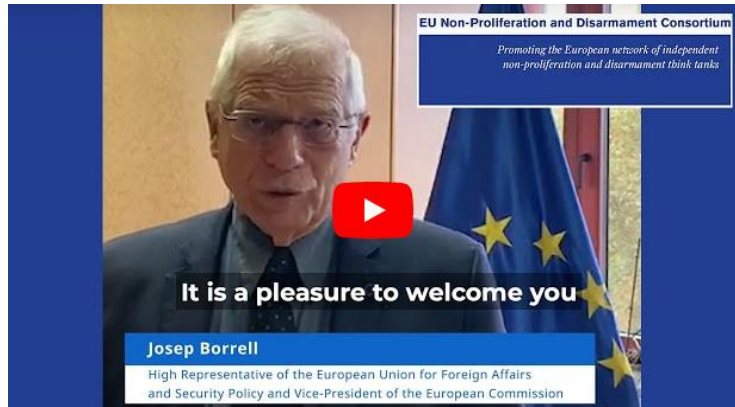 EU Non-Proliferation and Disarmament Consortium
Promoting the European network of independent
non-proliferation and disarmament think tanks
It is a pleasure to welcome you
Josep Borrell
High Representative of the European Union for Foreign Affairs
and Security Policy and Vice-President of the European Commission